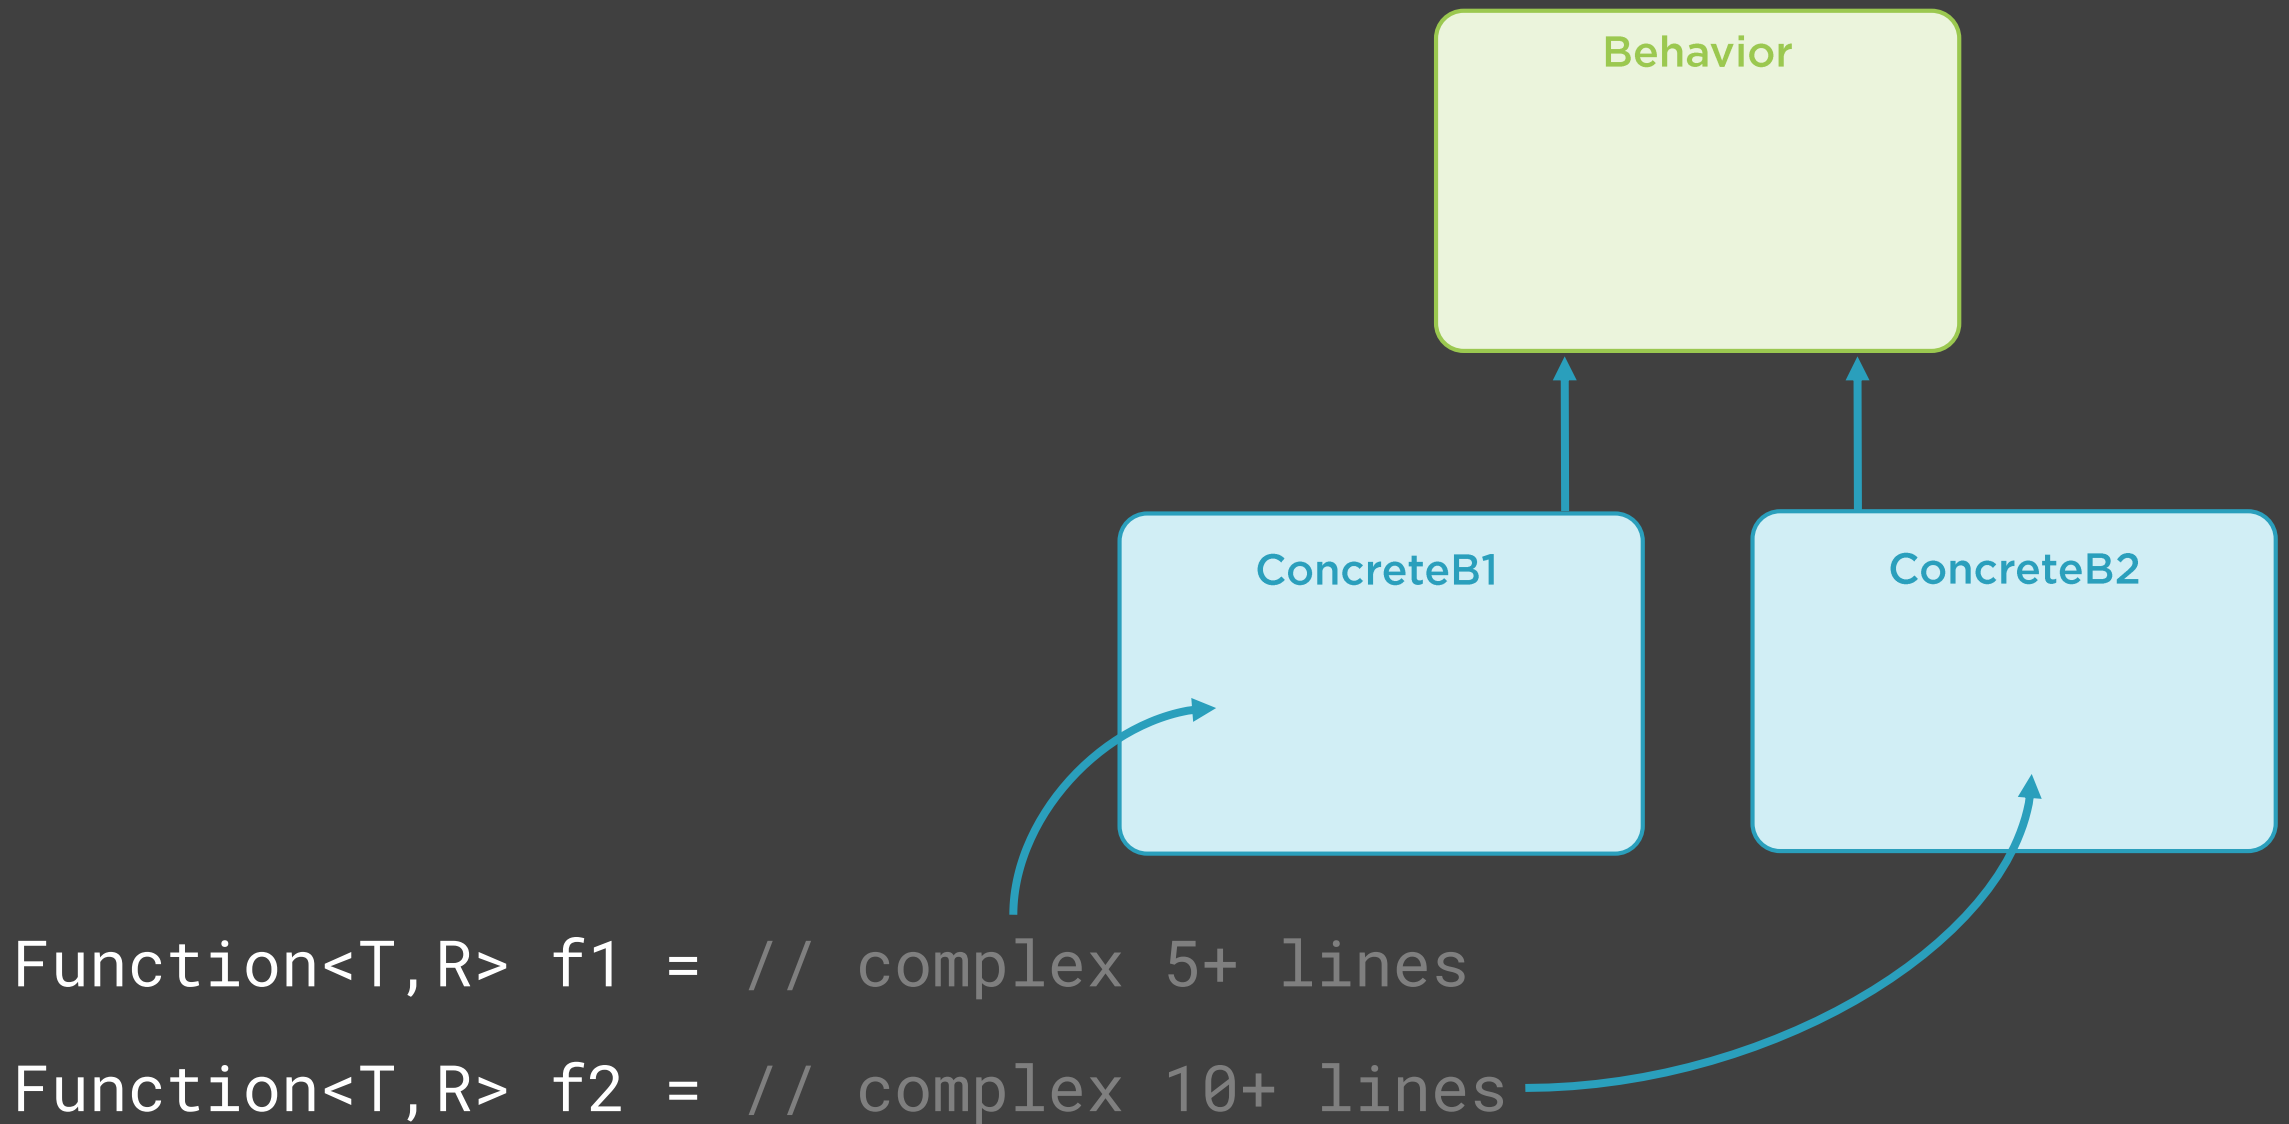 Behavior
ConcreteB1
ConcreteB2
Function<T,R> f1 = // complex 5+ lines
Function<T,R> f2 = // complex 10+ lines